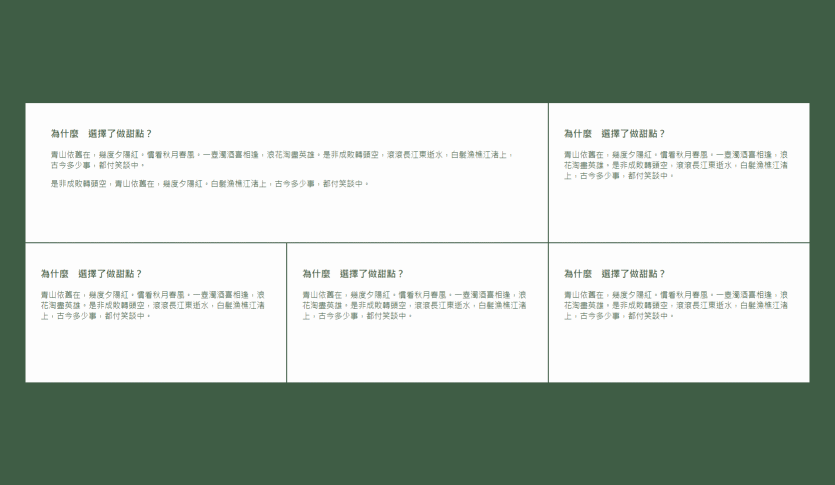 為什麼　選擇了做甜點？
青山依舊在，幾度夕陽紅。慣看秋月春風。一壺濁酒喜相逢，浪花淘盡英雄。是非成敗轉頭空，滾滾長江東逝水，白髮漁樵江渚上，
古今多少事，都付笑談中。
是非成敗轉頭空，青山依舊在，幾度夕陽紅。白髮漁樵江渚上，古今多少事，都付笑談中。
為什麼　選擇了做甜點？
青山依舊在，幾度夕陽紅。慣看秋月春風。一壺濁酒喜相逢，浪
花淘盡英雄。是非成敗轉頭空，滾滾長江東逝水，白髮漁樵江渚
上，古今多少事，都付笑談中。
為什麼　選擇了做甜點？
青山依舊在，幾度夕陽紅。慣看秋月春風。一壺濁酒喜相逢，浪
花淘盡英雄。是非成敗轉頭空，滾滾長江東逝水，白髮漁樵江渚
上，古今多少事，都付笑談中。
為什麼　選擇了做甜點？
青山依舊在，幾度夕陽紅。慣看秋月春風。一壺濁酒喜相逢，浪
花淘盡英雄。是非成敗轉頭空，滾滾長江東逝水，白髮漁樵江渚
上，古今多少事，都付笑談中。
為什麼　選擇了做甜點？
青山依舊在，幾度夕陽紅。慣看秋月春風。一壺濁酒喜相逢，浪
花淘盡英雄。是非成敗轉頭空，滾滾長江東逝水，白髮漁樵江渚
上，古今多少事，都付笑談中。